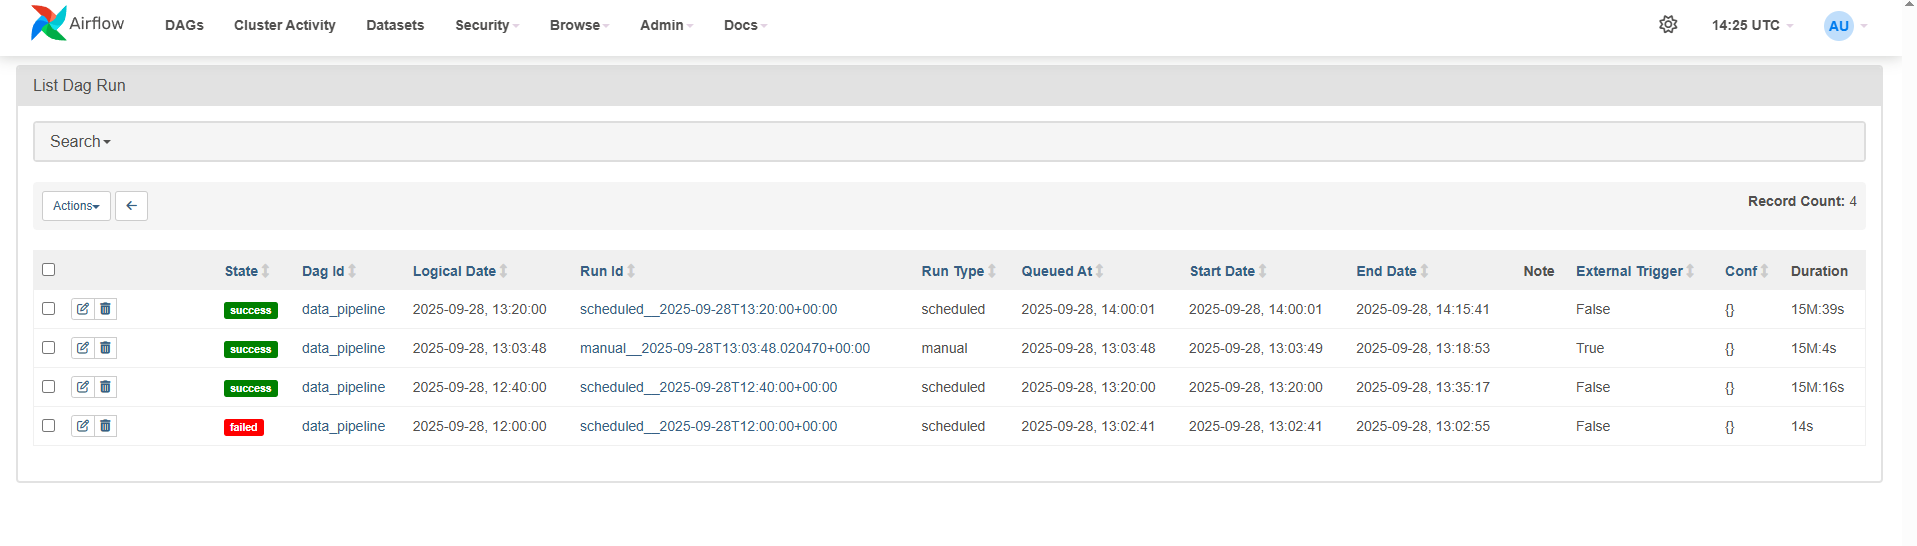 Airflow DAGs Cluster Activity Datasets Security Browse Admin Docs 14:25 UTC AU
List Dag Run
Search
Actions Record Count: 4
State Dag Id Logical Date Run Id Run Type Queued At Start Date End Date Note External Trigger Conf Duration
success data_pipeline 2025-09-28, 13:20:00 scheduled__2025-09-28T13:20:00+00:00 scheduled 2025-09-28, 14:00:01 2025-09-28, 14:00:01 2025-09-28, 14:15:41 False {} 15M:39s
success data_pipeline 2025-09-28, 13:03:48 manual__2025-09-28T13:03:48.020470+00:00 manual 2025-09-28, 13:03:48 2025-09-28, 13:03:49 2025-09-28, 13:18:53 True {} 15M:4s
success data_pipeline 2025-09-28, 12:40:00 scheduled__2025-09-28T12:40:00+00:00 scheduled 2025-09-28, 13:20:00 2025-09-28, 13:20:00 2025-09-28, 13:35:17 False {} 15M:16s
failed data_pipeline 2025-09-28, 12:00:00 scheduled__2025-09-28T12:00:00+00:00 scheduled 2025-09-28, 13:02:41 2025-09-28, 13:02:41 2025-09-28, 13:02:55 False {} 14s